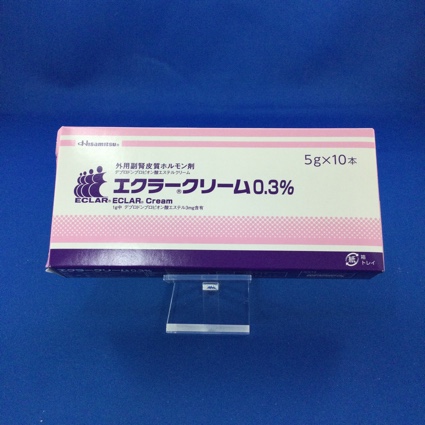 Hisamitsu®
外用副腎皮質ホルモン剤
デプロドンプロピオン酸エステルクリーム
5g×10本
エクラー®クリーム0.3%
ECLAR® ECLAR® Cream
1g中 デプロドンプロピオン酸エステル3mg含有
紙
箱
トレイ